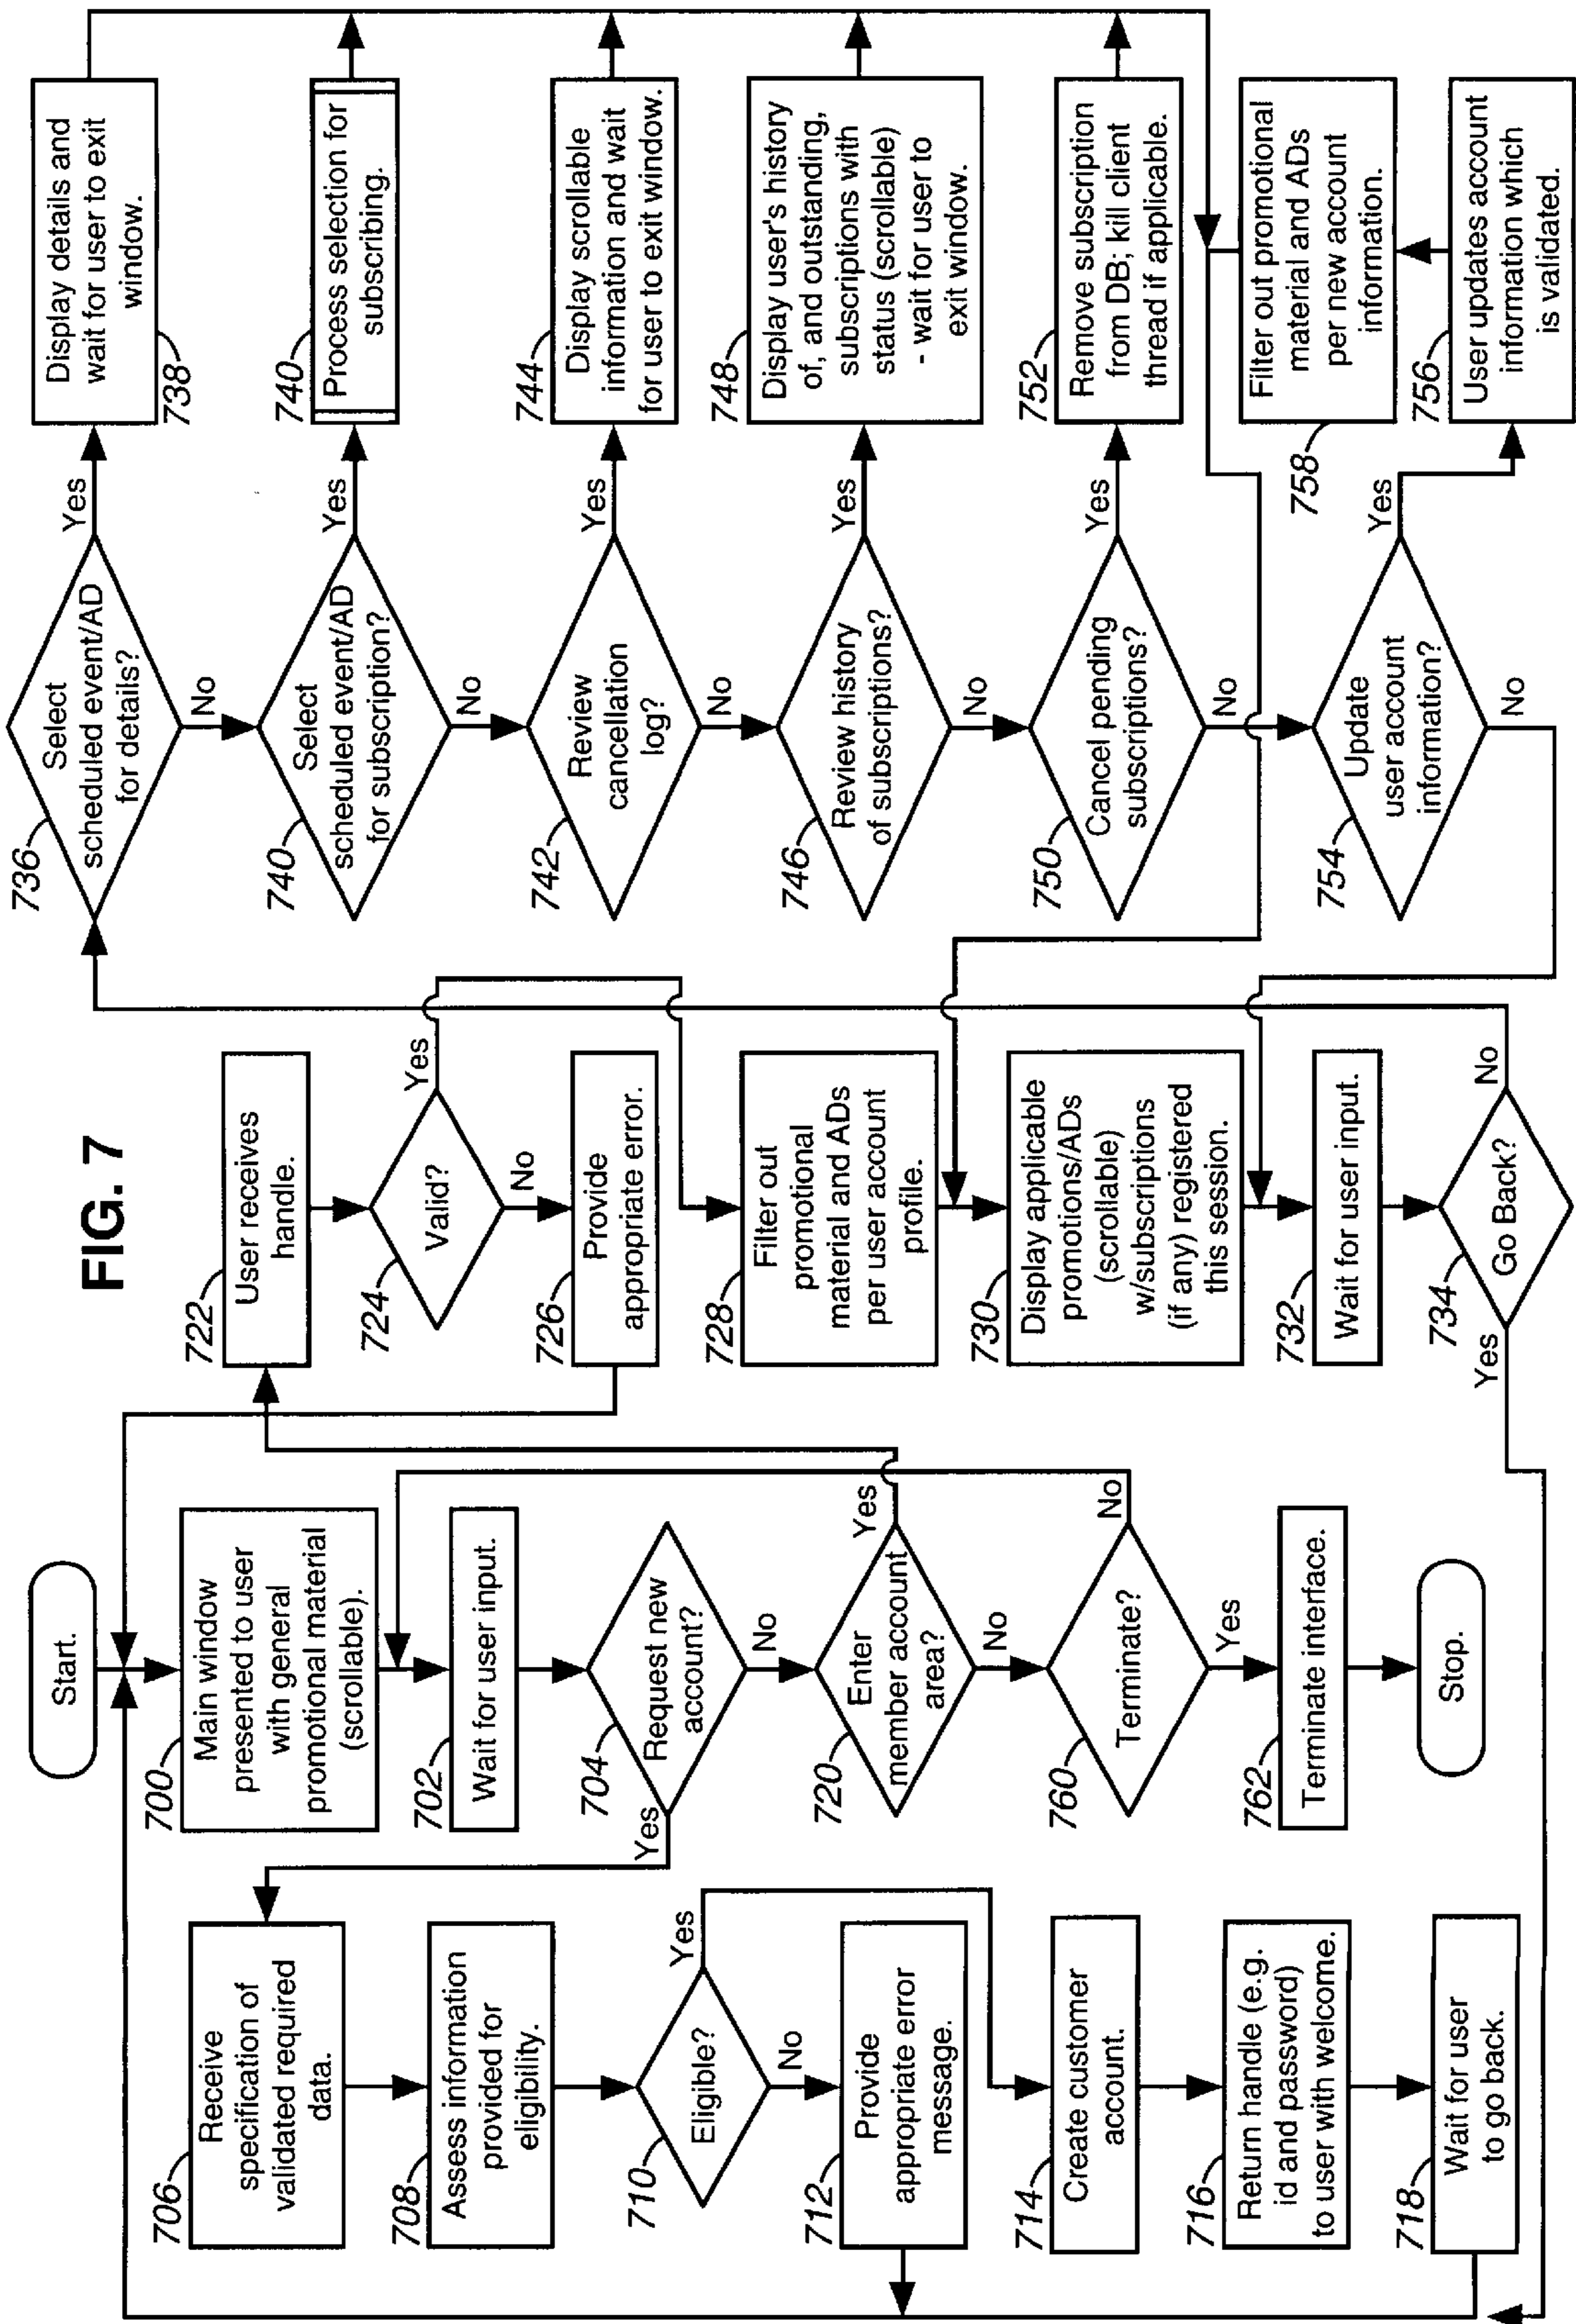 FIG. 7
Start.
700
Main window
presented to user
with general
promotional material
(scrollable).
702
Wait for user input.
704
Request new
account?
Yes
No
706
Receive
specification of
validated required
data.
708
Assess information
provided for
eligibility.
710
Eligible?
Yes
No
712
Provide
appropriate error
message.
714
Create customer
account.
716
Return handle (e.g.
id and password)
to user with welcome.
718
Wait for user
to go back.
720
Enter
member account
area?
Yes
No
760
Terminate?
No
Yes
762
Terminate interface.
Stop.
722
User receives
handle.
724
Valid?
Yes
No
726
Provide
appropriate error.
728
Filter out
promotional
material and ADs
per user account
profile.
730
Display applicable
promotions/ADs
(scrollable)
w/subscriptions
(if any) registered
this session.
732
Wait for user input.
734
Go Back?
Yes
No
736
Select
scheduled event/AD
for details?
Yes
No
738
Display details and
wait for user to exit
window.
740
Select
scheduled event/AD
for subscription?
Yes
No
740
Process selection for
subscribing.
742
Review
cancellation
log?
Yes
No
744
Display scrollable
information and wait
for user to exit window.
746
Review history
of subscriptions?
Yes
No
748
Display user's history
of, and outstanding,
subscriptions with
status (scrollable)
- wait for user to
exit window.
750
Cancel pending
subscriptions?
Yes
No
752
Remove subscription
from DB; kill client
thread if applicable.
754
Update
user account
information?
Yes
No
756
User updates account
information which
is validated.
758
Filter out promotional
material and ADs
per new account
information.